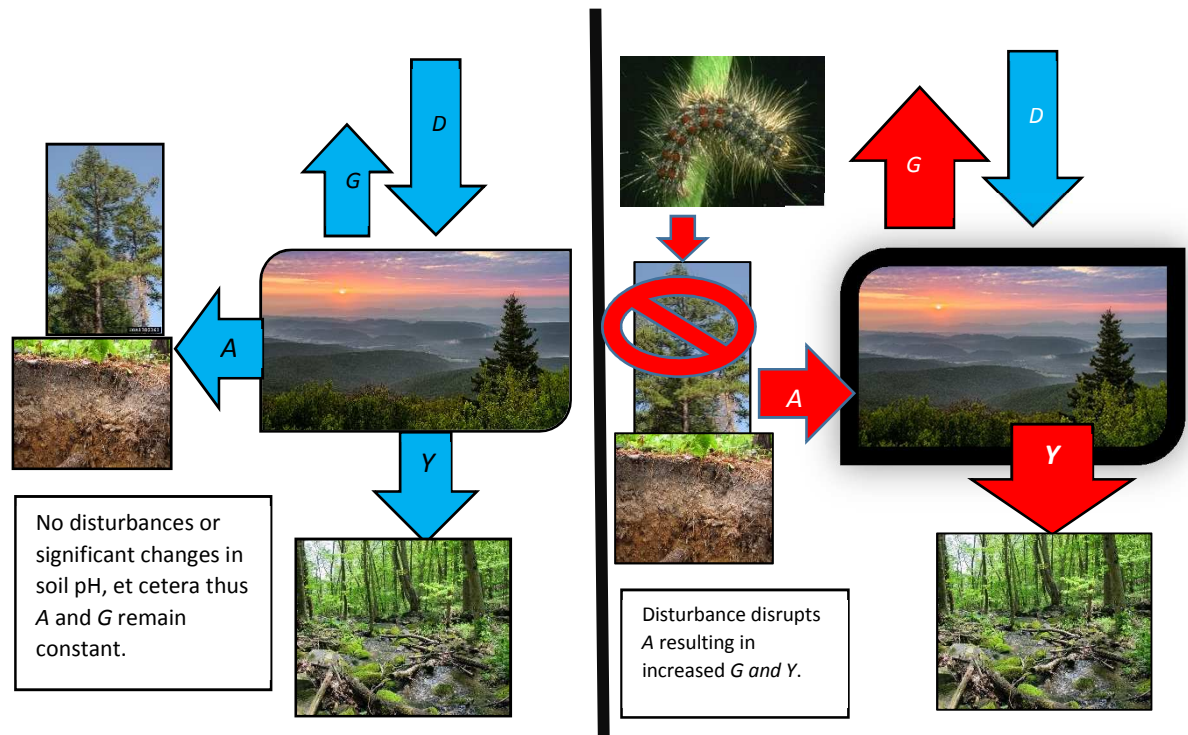 D
G
A
Y
No disturbances or
significant changes in
soil pH, et cetera thus
A and G remain
constant.
D
G
A
Y
Disturbance disrupts
A resulting in
increased G and Y.